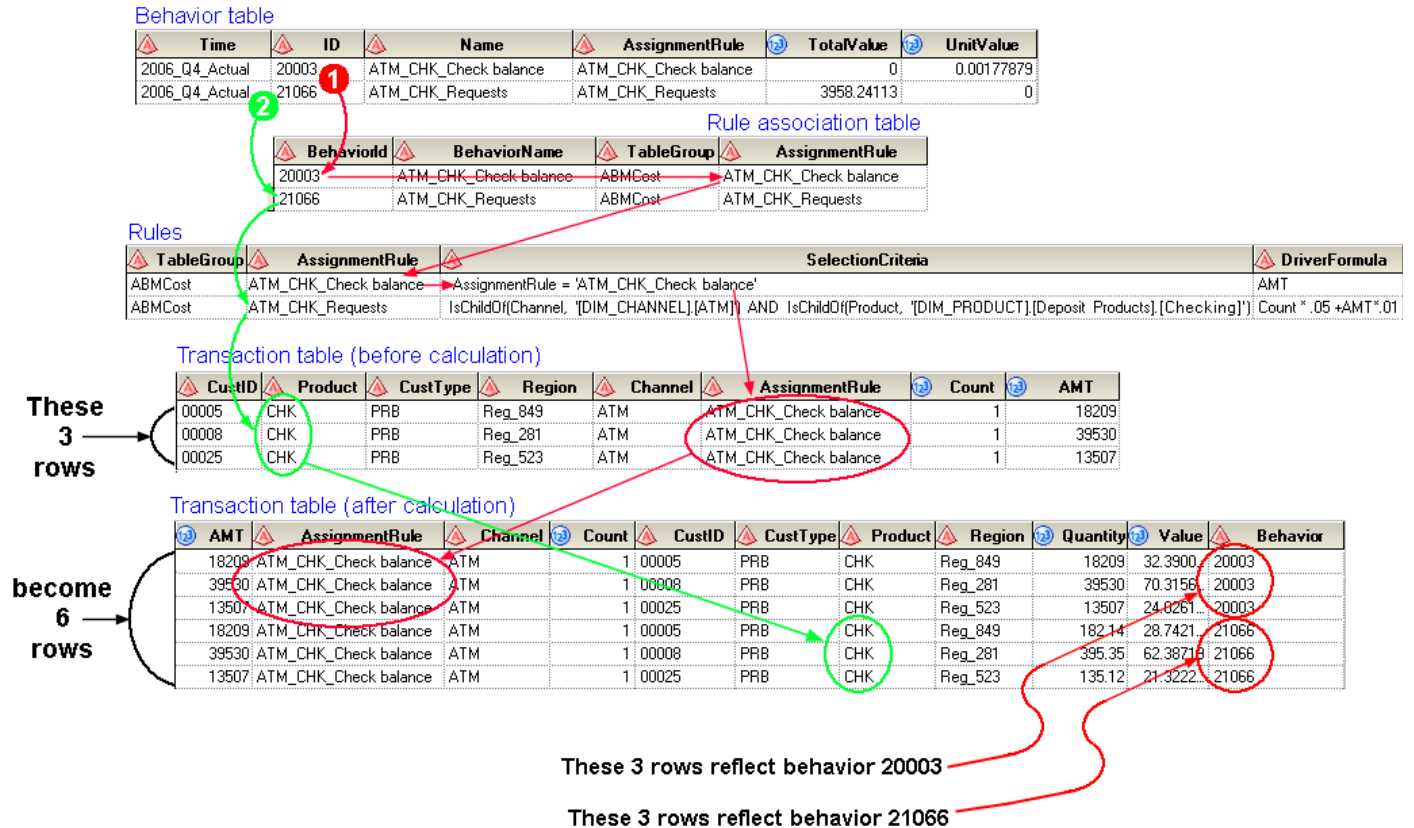 Behavior table
Time ID Name AssignmentRule TotalValue UnitValue
2006_Q4_Actual 20003 ATM_CHK_Check balance ATM_CHK_Check balance 0 0.00177879
2006_Q4_Actual 21066 ATM_CHK_Requests ATM_CHK_Requests 3958.24113 0
1
2
Rule association table
BehaviorId BehaviorName TableGroup AssignmentRule
20003 ATM_CHK_Check balance ABMCost ATM_CHK_Check balance
21066 ATM_CHK_Requests ABMCost ATM_CHK_Requests
Rules
TableGroup AssignmentRule SelectionCriteria DriverFormula
ABMCost ATM_CHK_Check balance AssignmentRule = 'ATM_CHK_Check balance' AMT
ABMCost ATM_CHK_Requests IsChildOf(Channel, '[DIM_CHANNEL].[ATM]') AND IsChildOf(Product, '[DIM_PRODUCT].[Deposit Products].[Checking]') Count * .05 +AMT*.01
Transaction table (before calculation)
CustID Product CustType Region Channel AssignmentRule Count AMT
00005 CHK PRB Reg_849 ATM ATM_CHK_Check balance 1 18209
00008 CHK PRB Reg_281 ATM ATM_CHK_Check balance 1 39530
00025 CHK PRB Reg_523 ATM ATM_CHK_Check balance 1 13507
These
3
rows
Transaction table (after calculation)
AMT AssignmentRule Channel Count CustID CustType Product Region Quantity Value Behavior
18209 ATM_CHK_Check balance ATM 1 00005 PRB CHK Reg_849 18209 32.3900... 20003
39530 ATM_CHK_Check balance ATM 1 00008 PRB CHK Reg_281 39530 70.3156... 20003
13507 ATM_CHK_Check balance ATM 1 00025 PRB CHK Reg_523 13507 24.0261... 20003
18209 ATM_CHK_Check balance ATM 1 00005 PRB CHK Reg_849 182.14 28.7421... 21066
39530 ATM_CHK_Check balance ATM 1 00008 PRB CHK Reg_281 395.35 21066
13507 ATM_CHK_Check balance ATM 1 00025 PRB CHK Reg_523 135.12 21.3222... 21066
become
6
rows
These 3 rows reflect behavior 20003
These 3 rows reflect behavior 21066